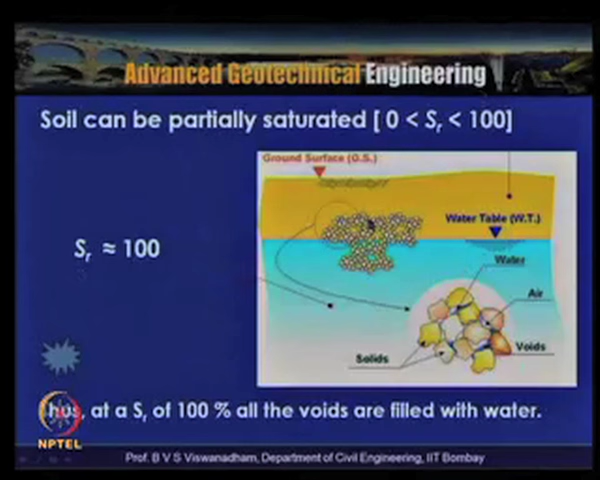 Advanced Geotechnical Engineering
Soil can be partially saturated [ 0 < Sr < 100]
Ground Surface (G.S.)
Water Table (W.T.)
Sr ≈ 100
Water
Air
Voids
Solids
Thus, at a Sr of 100 % all the voids are filled with water.
NPTEL
Prof. B V S Viswanadham, Department of Civil Engineering, IIT Bombay